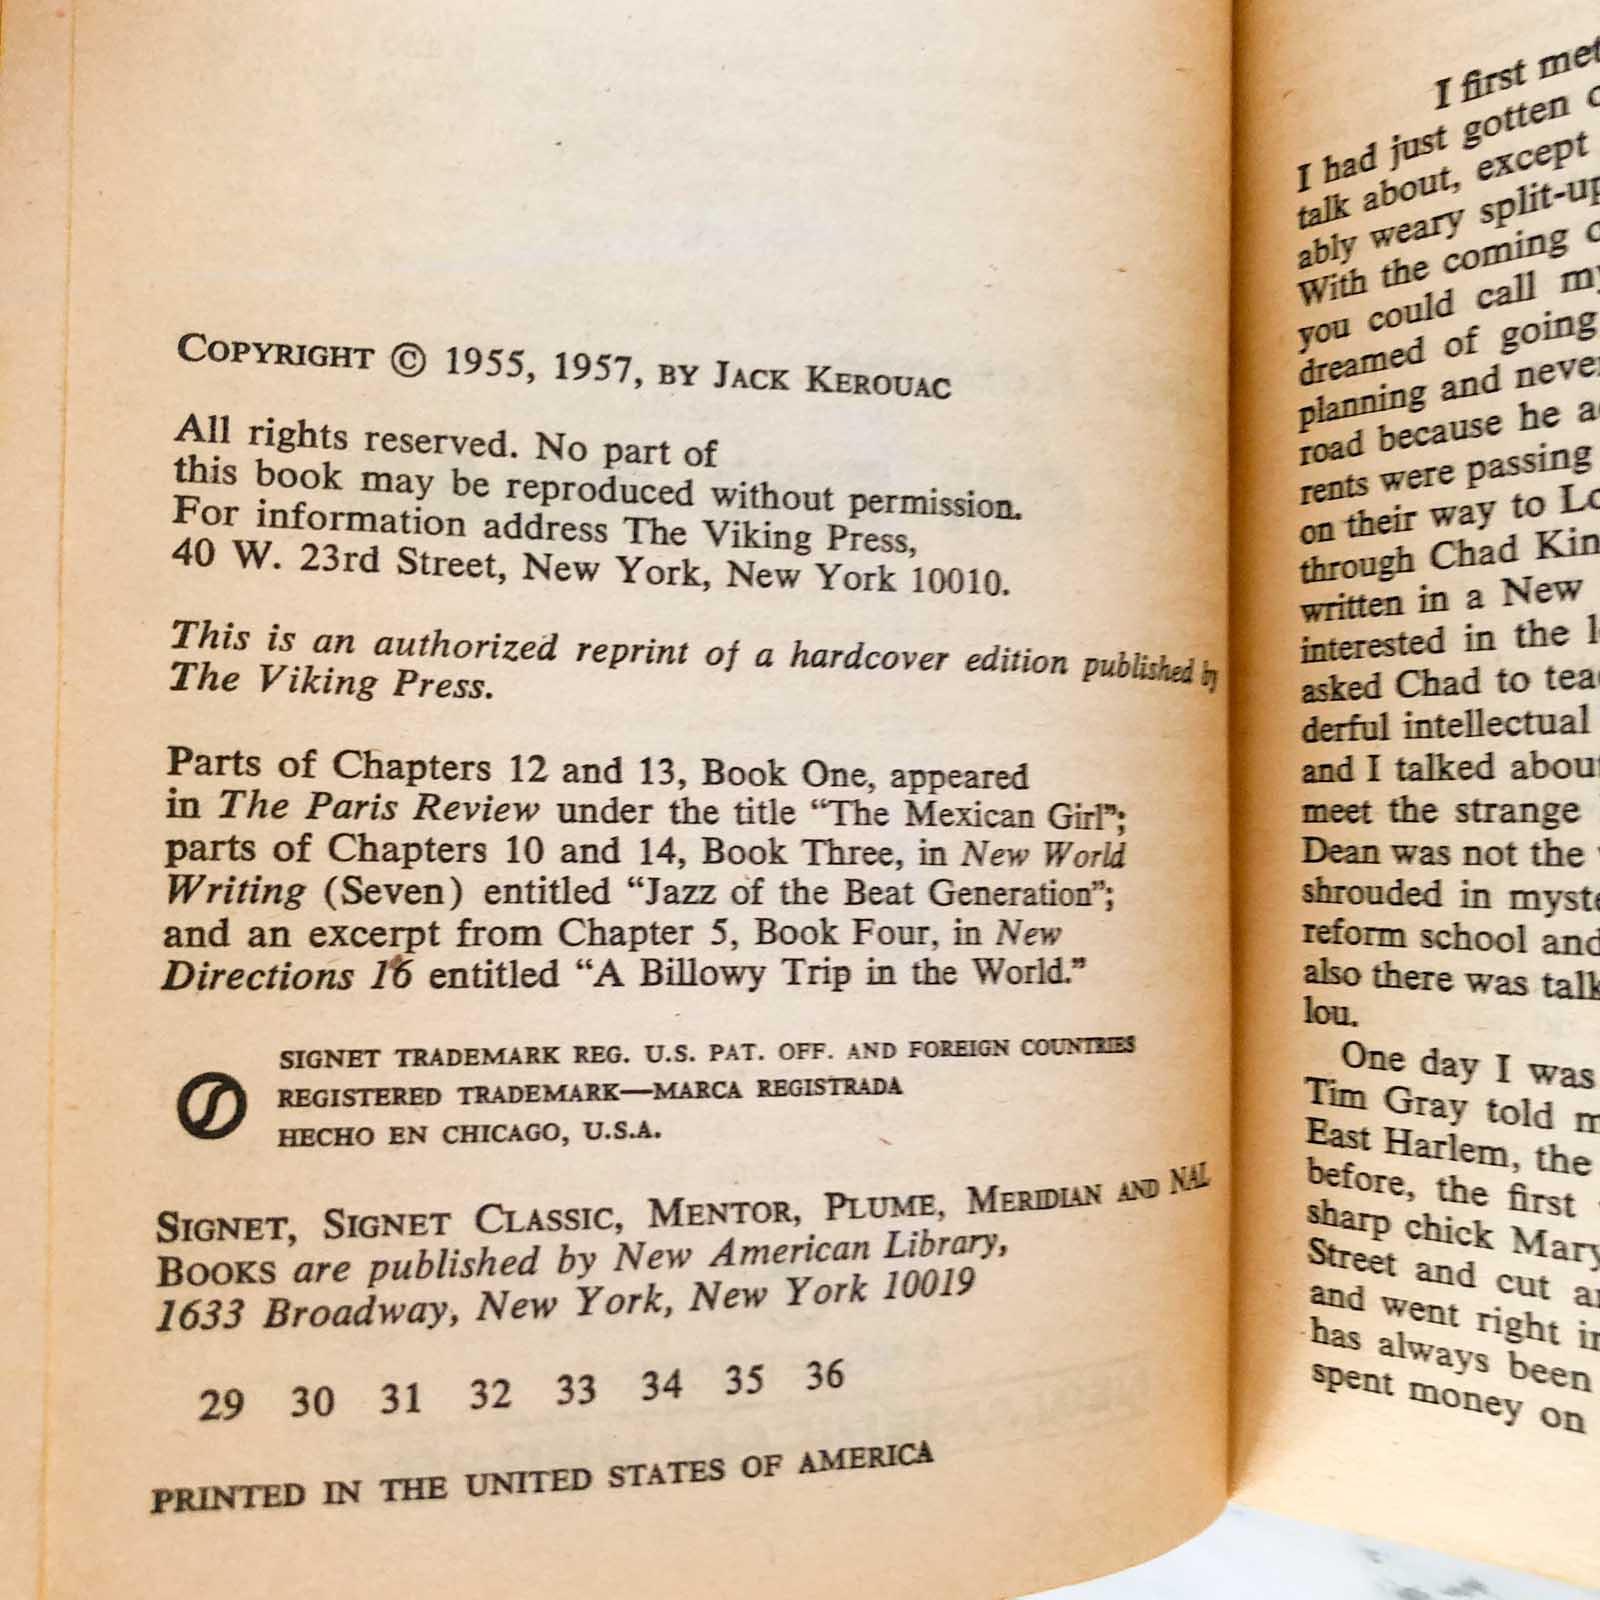 COPYRIGHT © 1955, 1957, BY JACK KEROUAC
All rights reserved. No part of
this book may be reproduced without permission.
For information address The Viking Press,
40 W. 23rd Street, New York, New York 10010.
This is an authorized reprint of a hardcover edition published by
The Viking Press.
Parts of Chapters 12 and 13, Book One, appeared
in The Paris Review under the title “The Mexican Girl”;
parts of Chapters 10 and 14, Book Three, in New World
Writing (Seven) entitled “Jazz of the Beat Generation”;
and an excerpt from Chapter 5, Book Four, in New
Directions 16 entitled “A Billowy Trip in the World.”
SIGNET TRADEMARK REG. U.S. PAT. OFF. AND FOREIGN COUNTRIES
REGISTERED TRADEMARK—MARCA REGISTRADA
HECHO EN CHICAGO, U.S.A.
SIGNET, SIGNET CLASSIC, MENTOR, PLUME, MERIDIAN AND NAL
BOOKS are published by New American Library,
1633 Broadway, New York, New York 10019
29 30 31 32 33 34 35 36
PRINTED IN THE UNITED STATES OF AMERICA
I first met
I had just gotten
talk about, except
ably weary split-up
With the coming
you could call my
dreamed of going
planning and never
road because he
rents were passing
on their way to
through Chad
written in a New
interested in the
asked Chad to
derful intellectual
and I talked about
meet the strange
Dean was not the
shrouded in
reform school and
also there was talk
lou.
One day I was
Tim Gray told
East Harlem, the
before, the first
sharp chick Mary
Street and cut
and went right
has always been
spent money on